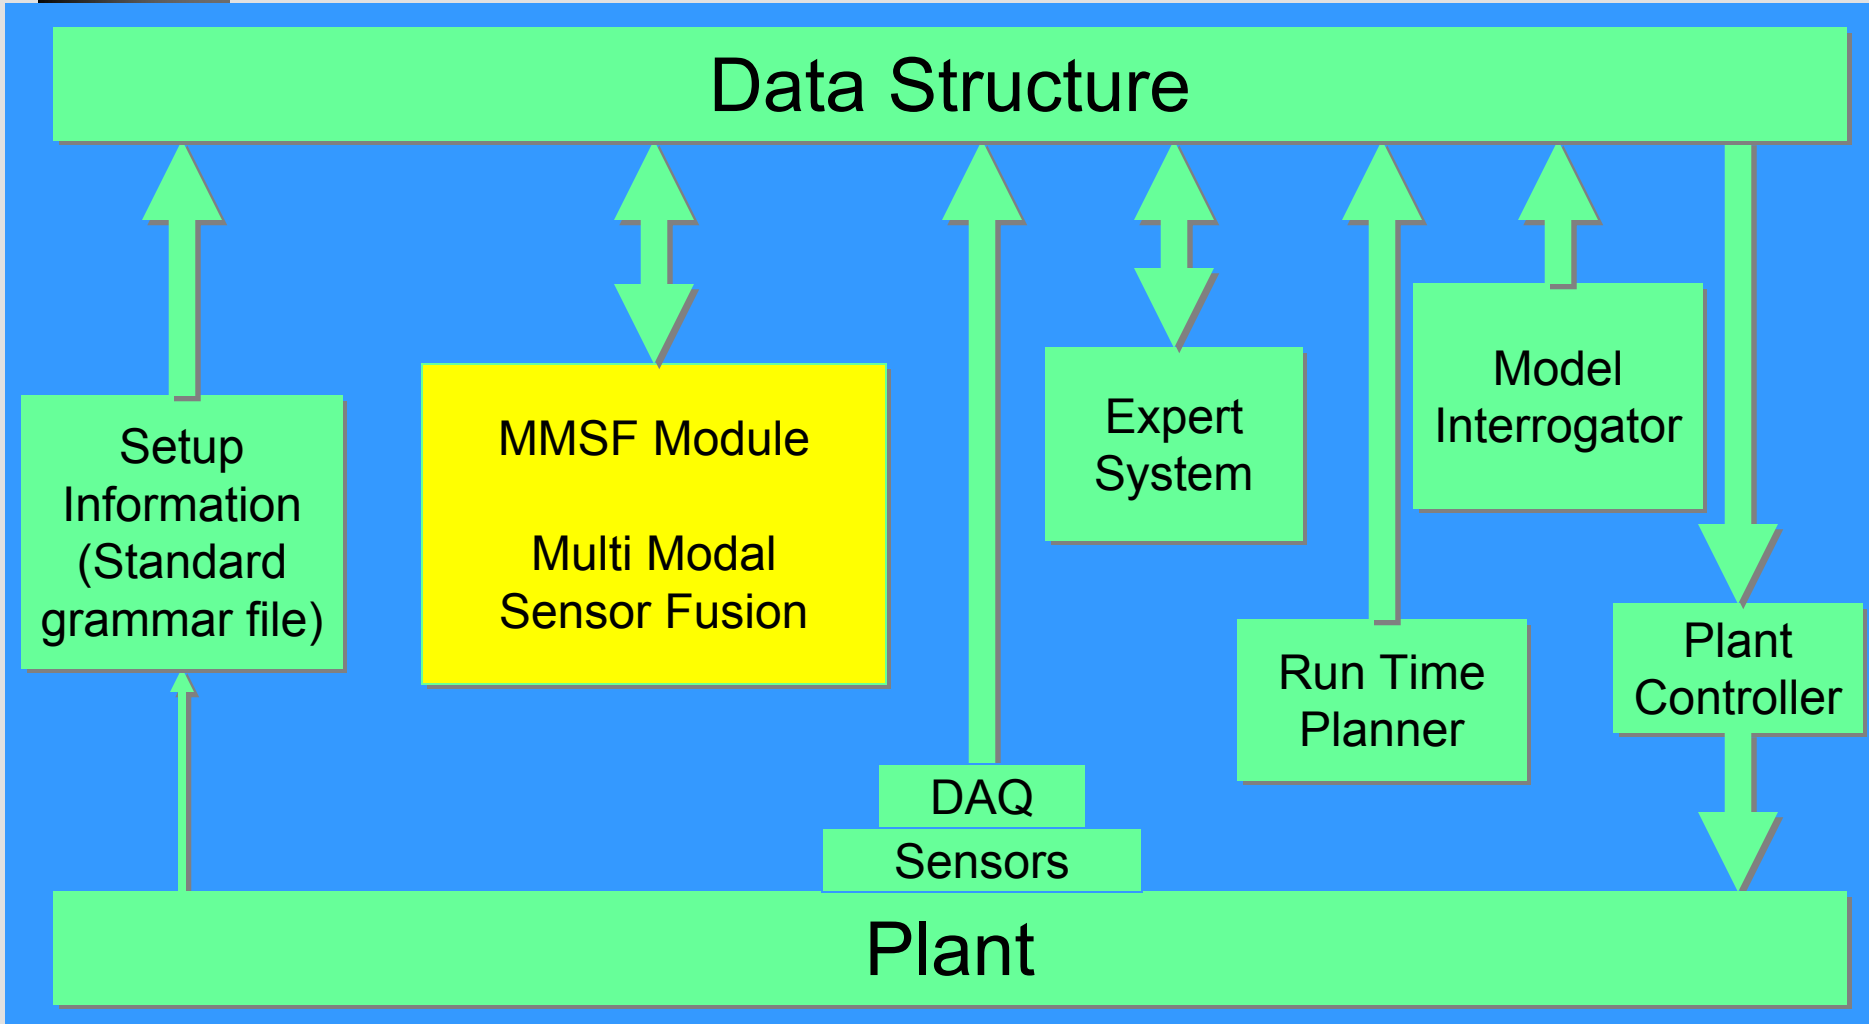 Data Structure
Setup
Information
(Standard
grammar file)
MMSF Module
Multi Modal
Sensor Fusion
Expert
System
Model
Interrogator
Run Time
Planner
Plant
Controller
DAQ
Sensors
Plant